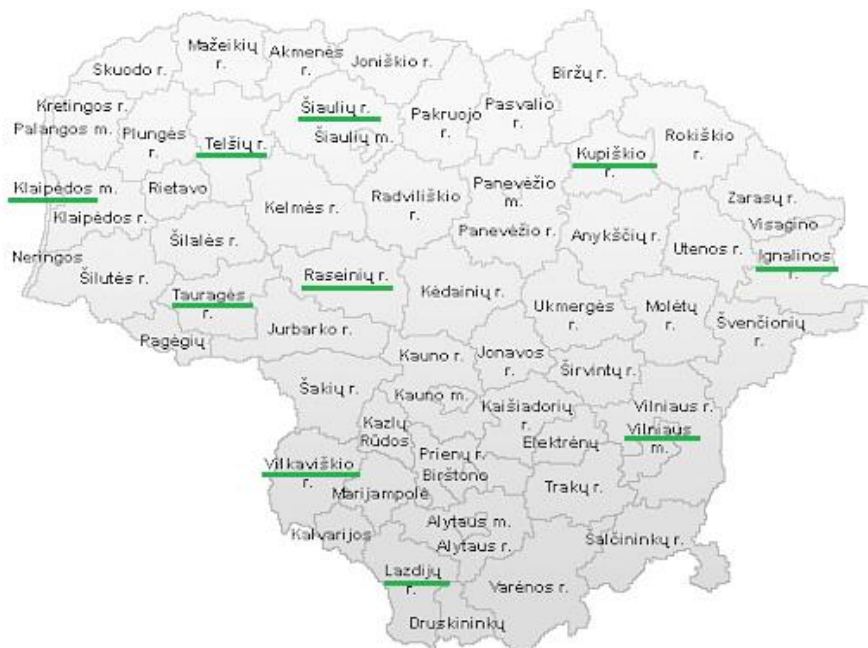 Mažeikių
r.
Akmenės
r.
Joniškio r.
Biržų r.
Skuodo r.
Kretingos r.
Palangos m.
Plungės
r.
Telšių r.
Šiaulių r.
Šiaulių m.
Pakruojo
r.
Pasvalio
r.
Kupiškio
r.
Rokiškio
r.
Klaipėdos m.
Klaipėdos r.
Rietavo
Kelmės r.
Radviliškio
r.
Panevėžio
m.
Panevėžio r.
Anykščių r.
Utenos r.
Zarasų r.
Visagino
Ignalinos
r.
Neringos
Šilutės r.
Šilalės r.
Tauragės
r.
Raseinių r.
Kėdainių r.
Ukmergės
r.
Molėtų
r.
Švenčionių
r.
Ragėgių
Jurbarko r.
Kauno r.
Jonavos
r.
Širvintų r.
Šakių r.
Kauno m.
Kaišiadorių
r.
Vilniaus r.
Vilniaus
m.
Kazlų
Rūdos
Prienų r.
Birštono
Elektrėnų
Vilkaviškio
r.
Marijampolė
Trakų r.
Kalvarijos
Alytaus m.
Alytaus r.
Šalčininkų r.
Lazdijų
r.
Varėnos r.
Druskininkų